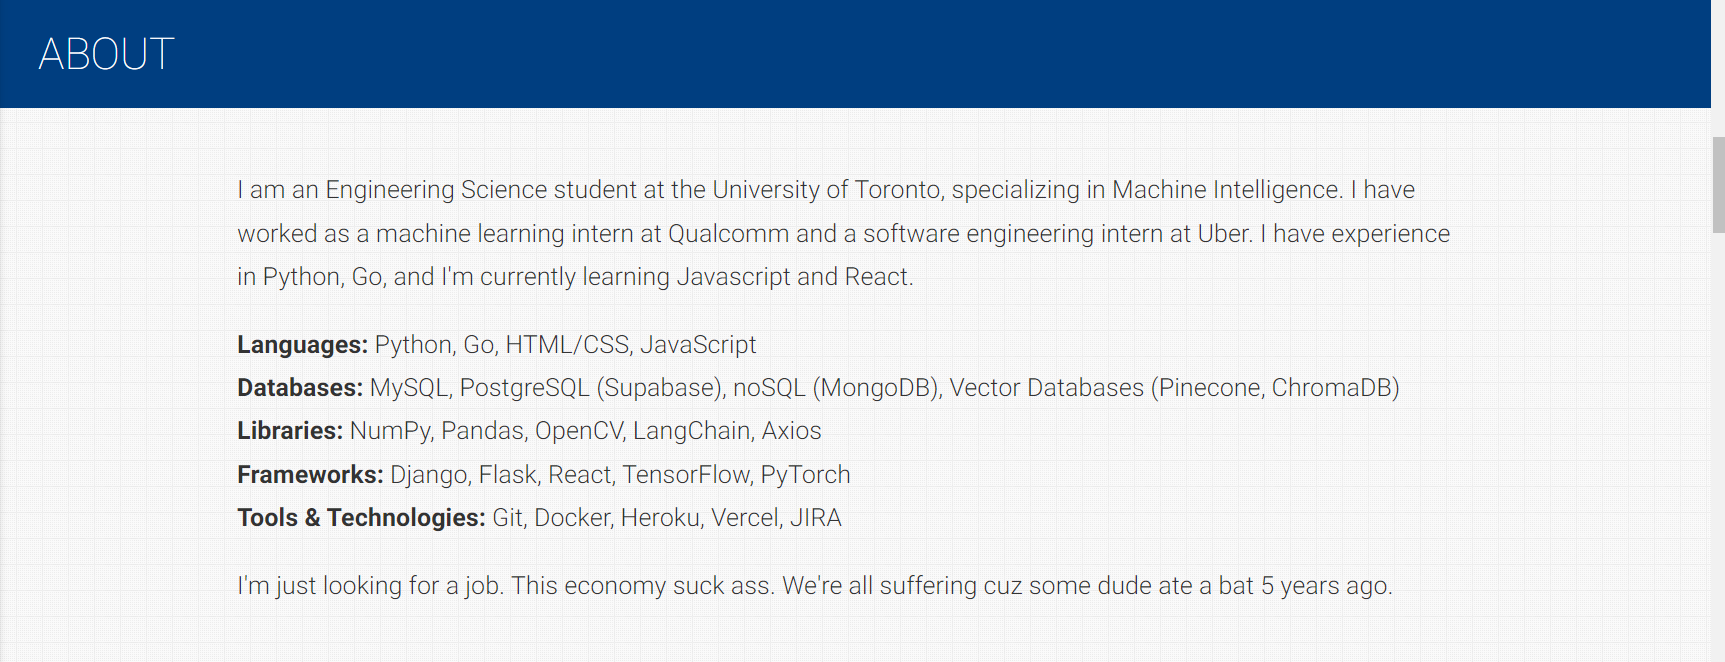 ABOUT
I am an Engineering Science student at the University of Toronto, specializing in Machine Intelligence. I have
worked as a machine learning intern at Qualcomm and a software engineering intern at Uber. I have experience
in Python, Go, and I'm currently learning Javascript and React.
Languages: Python, Go, HTML/CSS, JavaScript
Databases: MySQL, PostgreSQL (Supabase), noSQL (MongoDB), Vector Databases (Pinecone, ChromaDB)
Libraries: NumPy, Pandas, OpenCV, LangChain, Axios
Frameworks: Django, Flask, React, TensorFlow, PyTorch
Tools & Technologies: Git, Docker, Heroku, Vercel, JIRA
I'm just looking for a job. This economy suck ass. We're all suffering cuz some dude ate a bat 5 years ago.